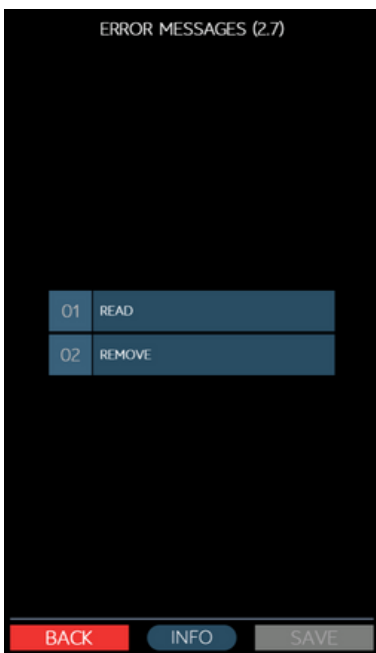 ERROR MESSAGES (2.7)
01 READ
02 REMOVE
BACK INFO SAVE